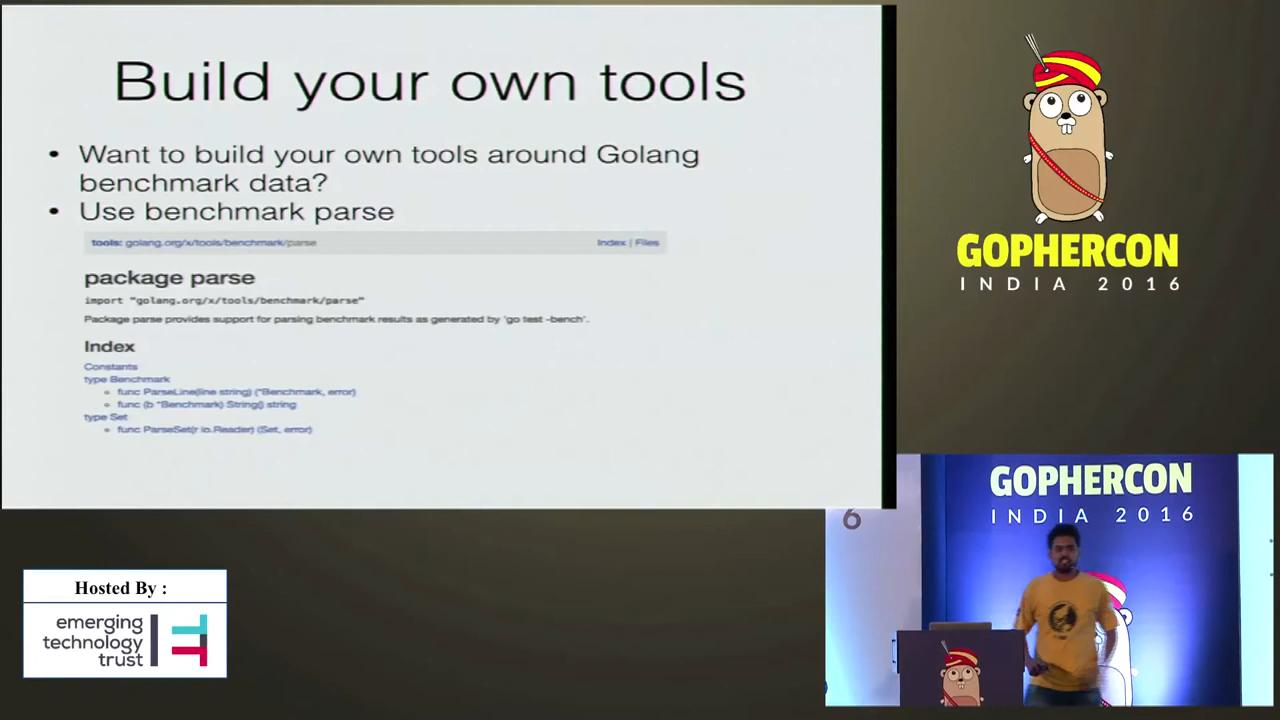 Build your own tools
• Want to build your own tools around Golang
benchmark data?
• Use benchmark parse
tools: golang.org/x/tools/benchmark/parse
Index | Files
package parse
import "golang.org/x/tools/benchmark/parse"
Package parse provides support for parsing benchmark results as generated by 'go test -bench'.
Index
Constants
type Benchmark
func ParseLine(line string) (*Benchmark, error)
func (b *Benchmark) String() string
type Set
func ParseSet(r io.Reader) (Set, error)
GOPHERCON
INDIA 2016
GOPHERCON
INDIA 2016
6
Hosted By :
emerging
technology
trust